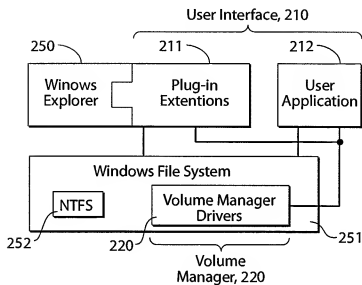 User Interface, 210
250
211
212
Winows
Explorer
Plug-in
Extentions
User
Application
Windows File System
NTFS
Volume Manager
Drivers
252
220
251
Volume
Manager, 220